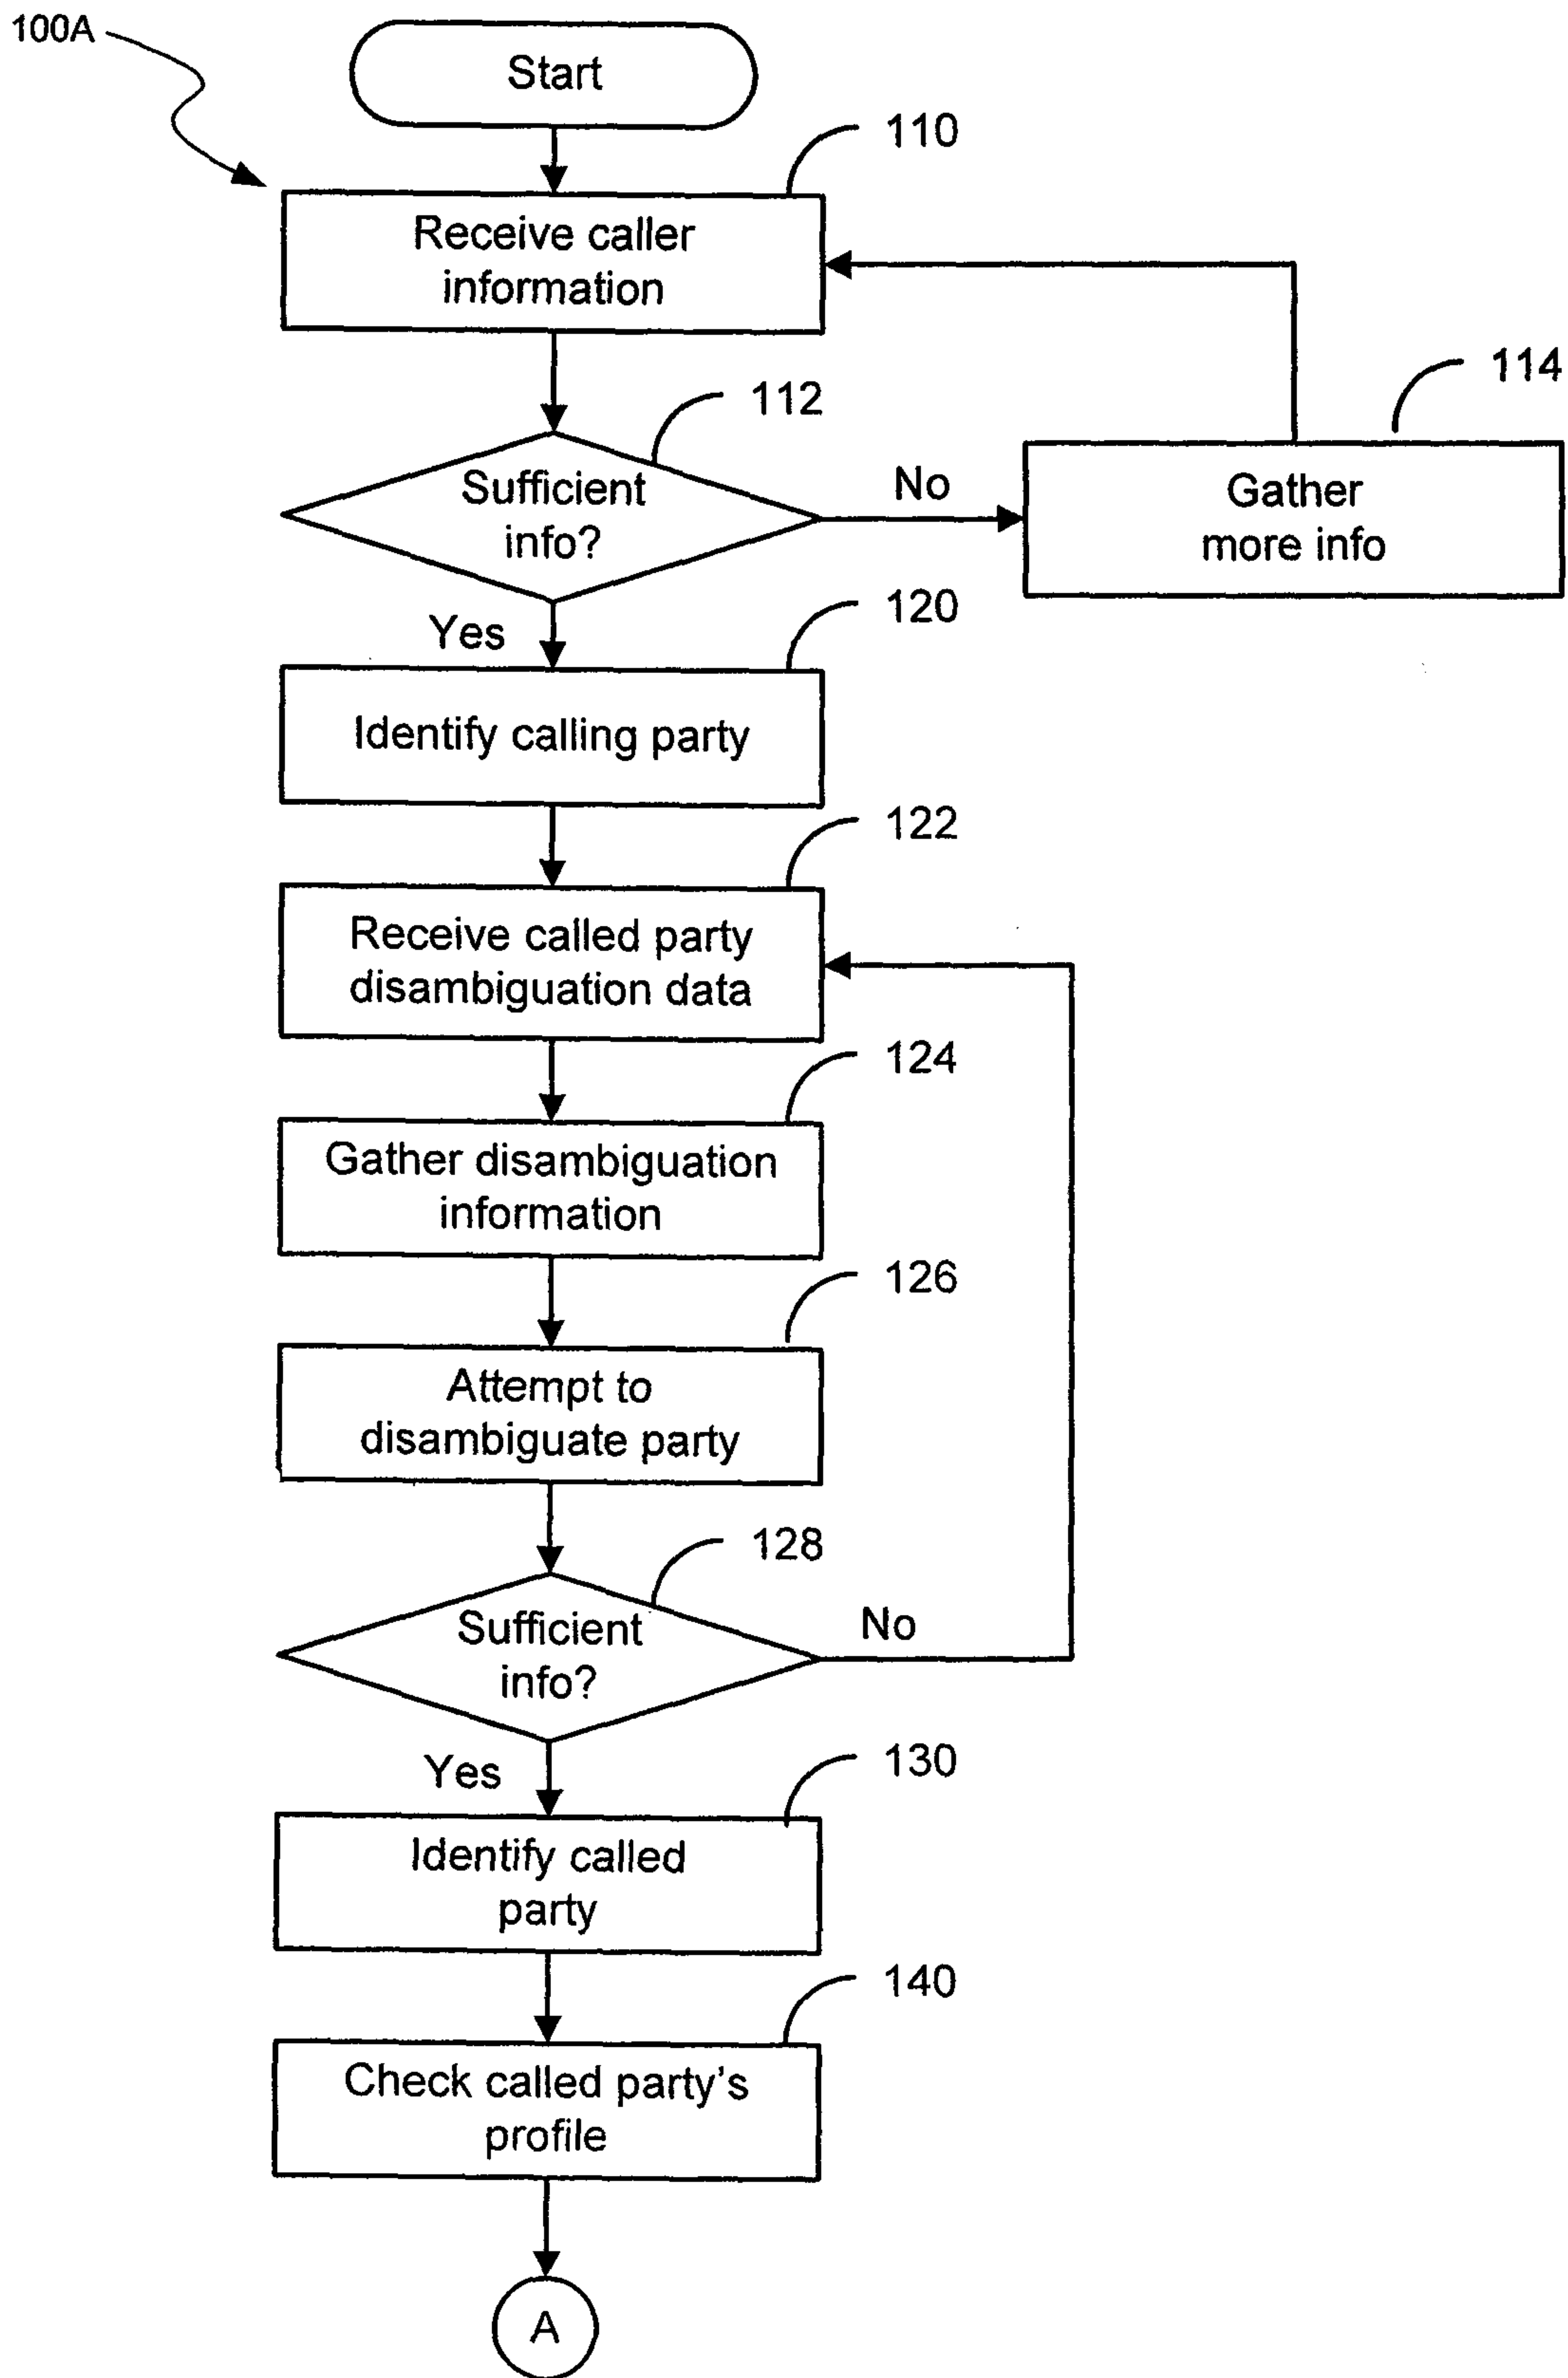 100A
Start
110
Receive caller
information
114
112
Sufficient
info?
No
Gather
more info
Yes
120
Identify calling party
122
Receive called party
disambiguation data
124
Gather disambiguation
information
126
Attempt to
disambiguate party
128
Sufficient
info?
No
Yes
130
Identify called
party
140
Check called party's
profile
A